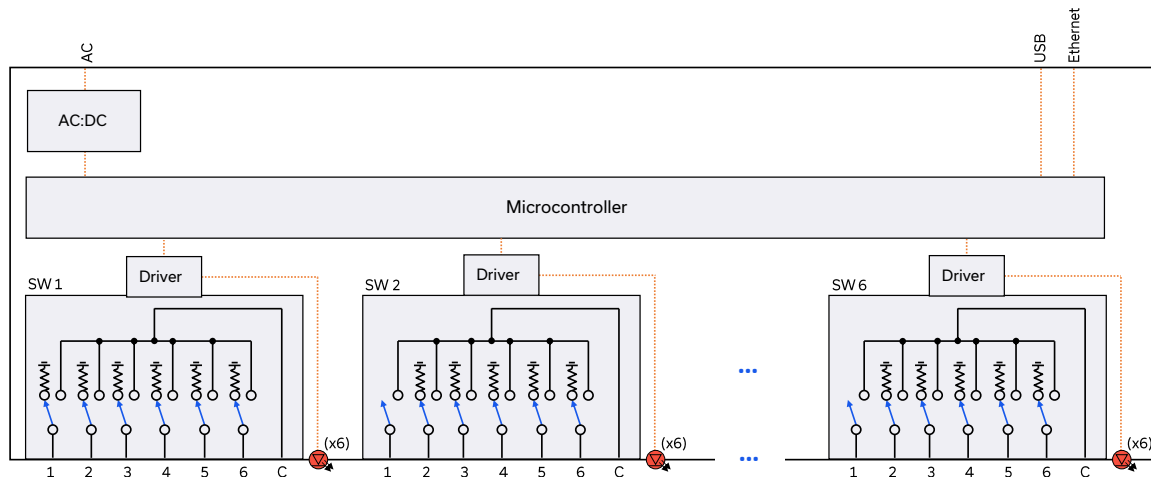 AC
USB
Ethernet
AC:DC
Microcontroller
Driver
Driver
Driver
SW 1
SW 2
SW 6
...
(x6)
(x6)
(x6)
...
1 2 3 4 5 6 C
1 2 3 4 5 6 C
1 2 3 4 5 6 C